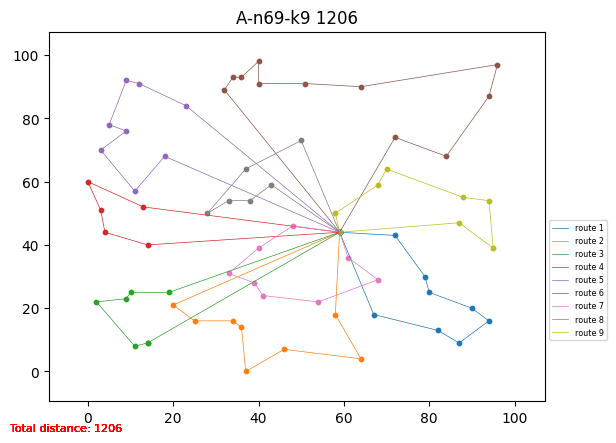 A-n69-k9 1206
100
80
60
40
20
0
0 20 40 60 80 100
route 1
route 2
route 3
route 4
route 5
route 6
route 7
route 8
route 9
Total distance: 1206